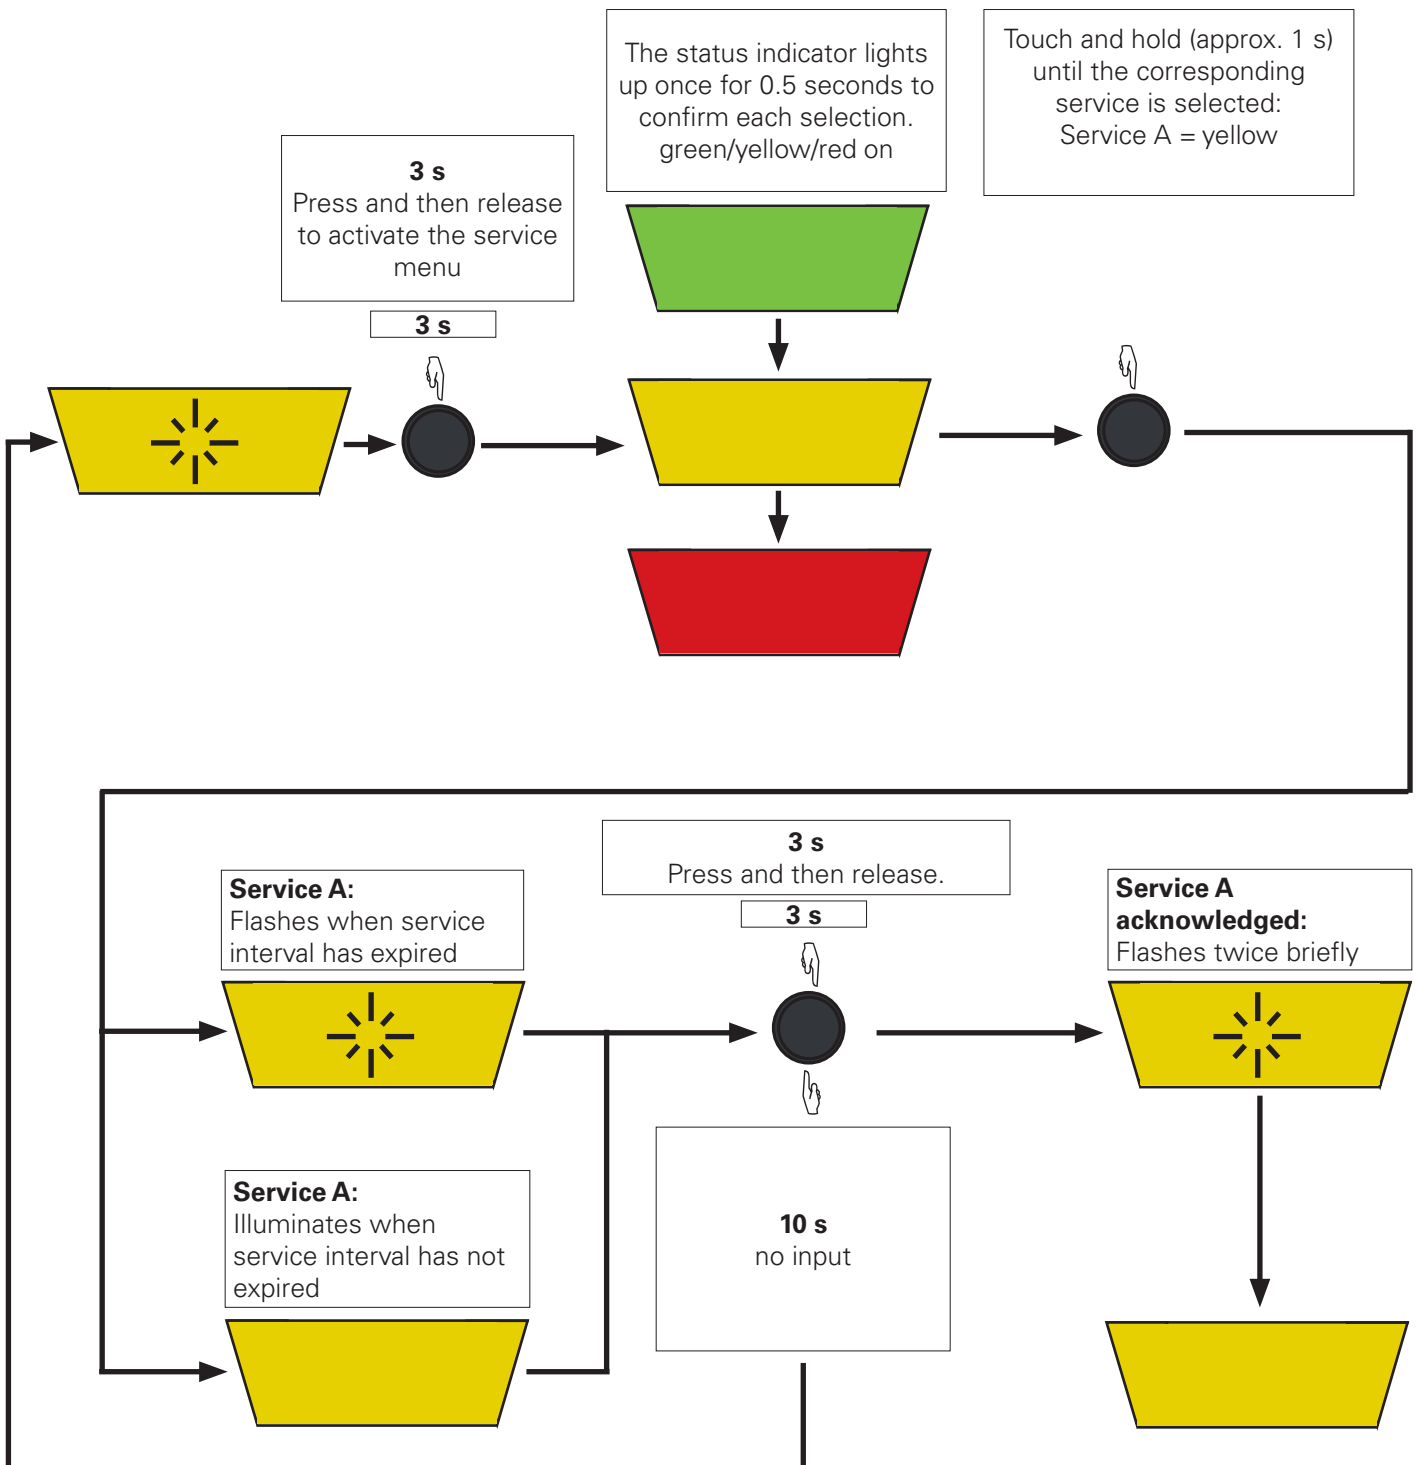 The status indicator lights
up once for 0.5 seconds to
confirm each selection.
green/yellow/red on
Touch and hold (approx. 1 s)
until the corresponding
service is selected:
Service A = yellow
3 s
Press and then release
to activate the service
menu
3 s
3 s
Press and then release.
3 s
Service A:
Flashes when service
interval has expired
Service A
acknowledged:
Flashes twice briefly
Service A:
Illuminates when
service interval has not
expired
10 s
no input